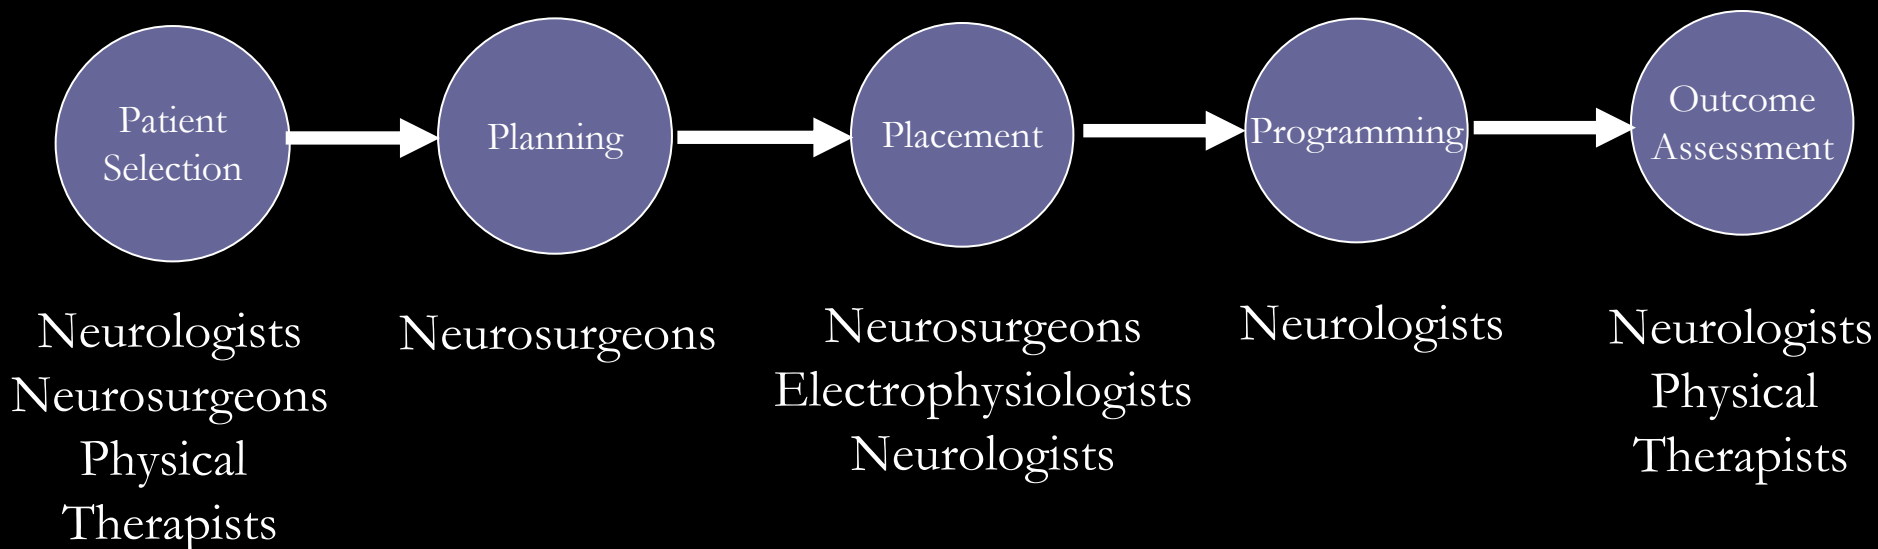 Patient
Selection
Planning
Placement
Programming
Outcome
Assessment
Neurologists
Neurosurgeons
Physical
Therapists
Neurosurgeons
Neurosurgeons
Electrophysiologists
Neurologists
Neurologists
Neurologists
Physical
Therapists